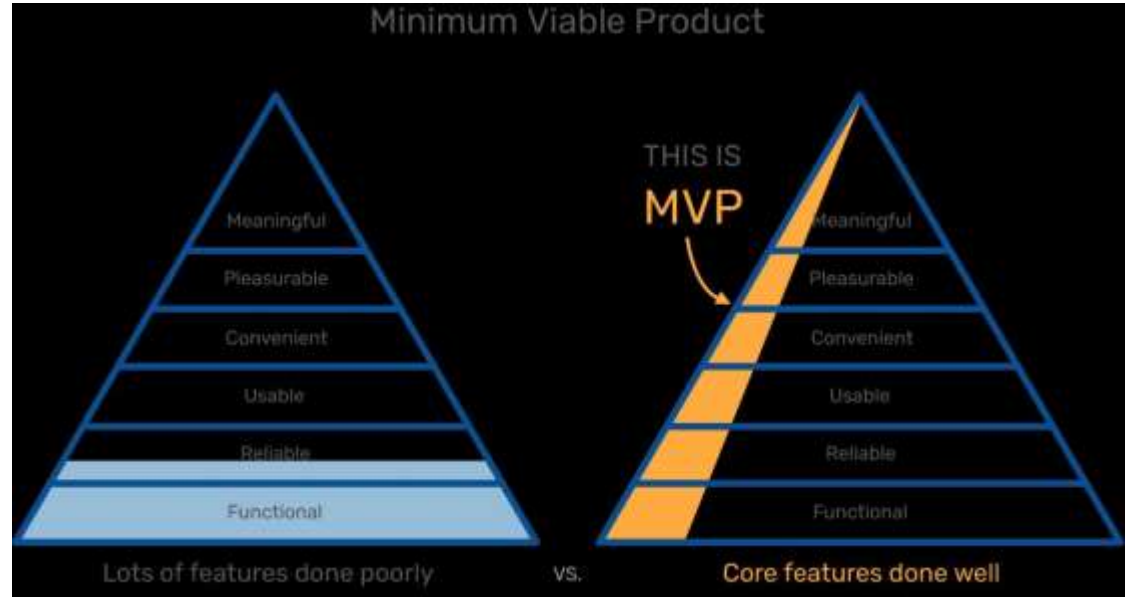 Minimum Viable Product
Meaningful
Pleasurable
Convenient
Usable
Reliable
Functional
Lots of features done poorly
vs.
THIS IS
MVP
Meaningful
Pleasurable
Convenient
Usable
Reliable
Functional
Core features done well